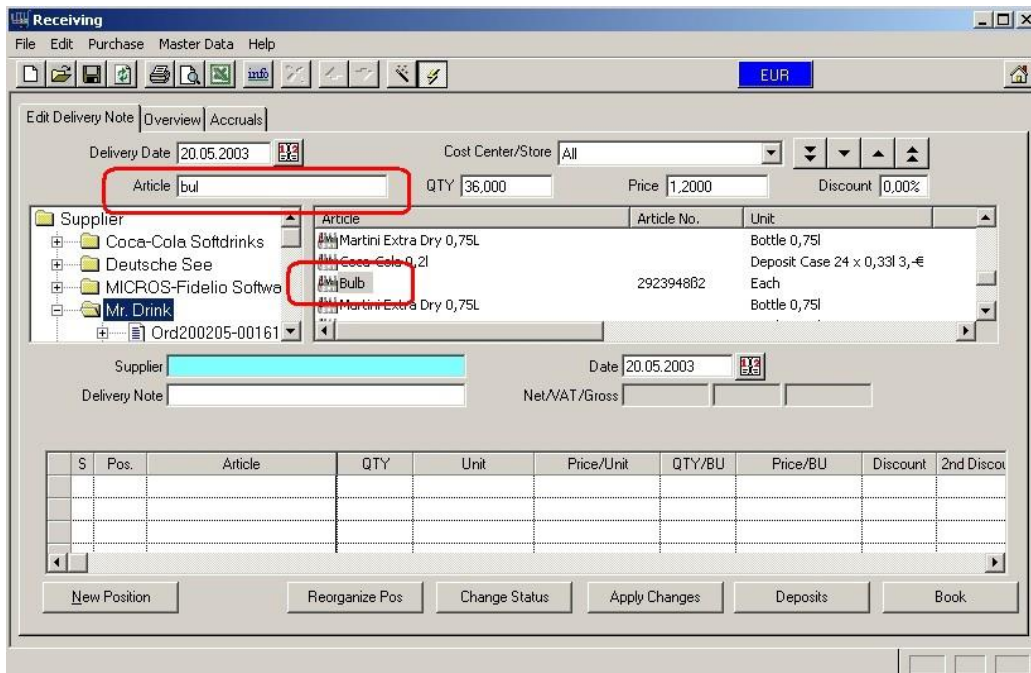 Receiving
File Edit Purchase Master Data Help
info EUR
Edit Delivery Note Overview Accruals
Delivery Date 20.05.2003 Cost Center/Store All
Article bul QTY 36,000 Price 1,2000 Discount 0,00%
Supplier
Coca-Cola Softdrinks
Deutsche See
MICROS-Fidelio Softwa
Mr. Drink
Ord200205-00161
Article Article No. Unit
Martini Extra Dry 0,75L Bottle 0,75l
Coca-Cola 0,2l Deposit Case 24 x 0,33l 3,-€
Bulb 292394882 Each
Martini Extra Dry 0,75L Bottle 0,75l
Supplier Date 20.05.2003
Delivery Note Net/VAT/Gross
S Pos. Article QTY Unit Price/Unit QTY/BU Price/BU Discount 2nd Discou
New Position Reorganize Pos Change Status Apply Changes Deposits Book